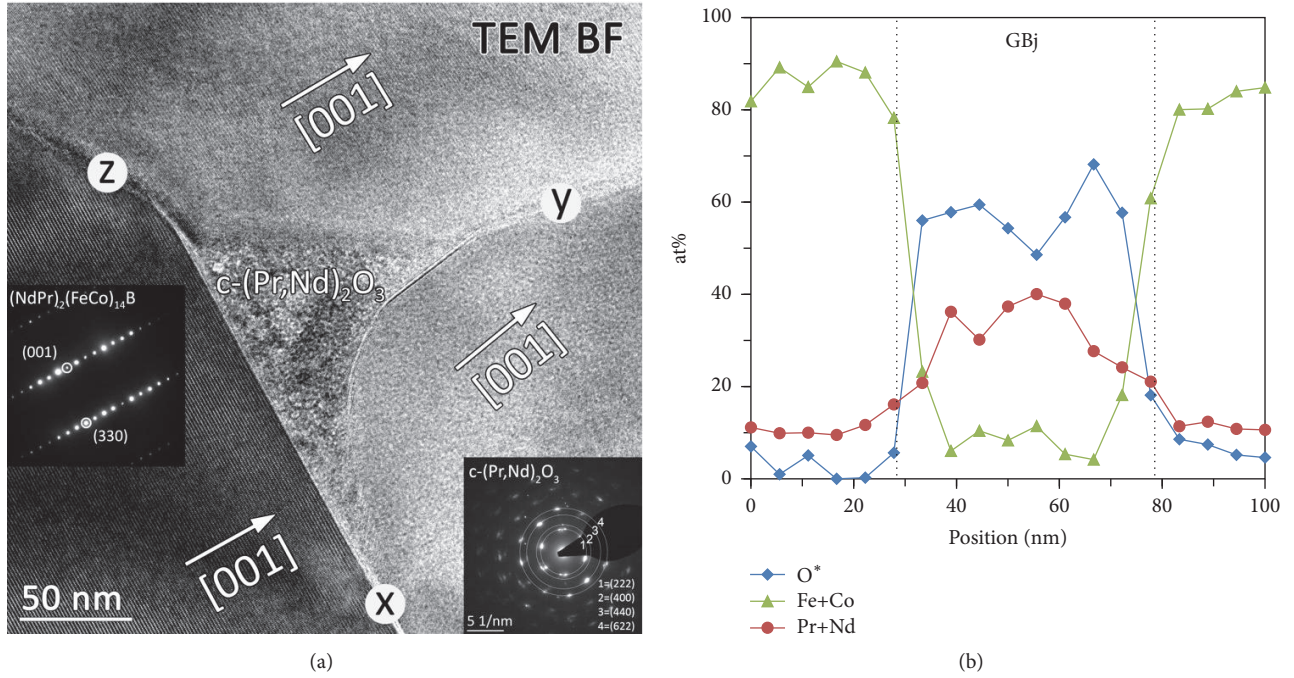 TEM BF
[001]
z
y
c-(Pr,Nd)₂O₃
(NdPr)₂(FeCo)₁₄B
(001)
(330)
[001]
[001]
x
50 nm
c-(Pr,Nd)₂O₃
4
3
2
1
1=(222)
2=(400)
3=(440)
4=(622)
5 1/nm
(a)
100
80
60
40
20
0
at%
GBj
0 20 40 60 80 100
Position (nm)
O*
Fe+Co
Pr+Nd
(b)